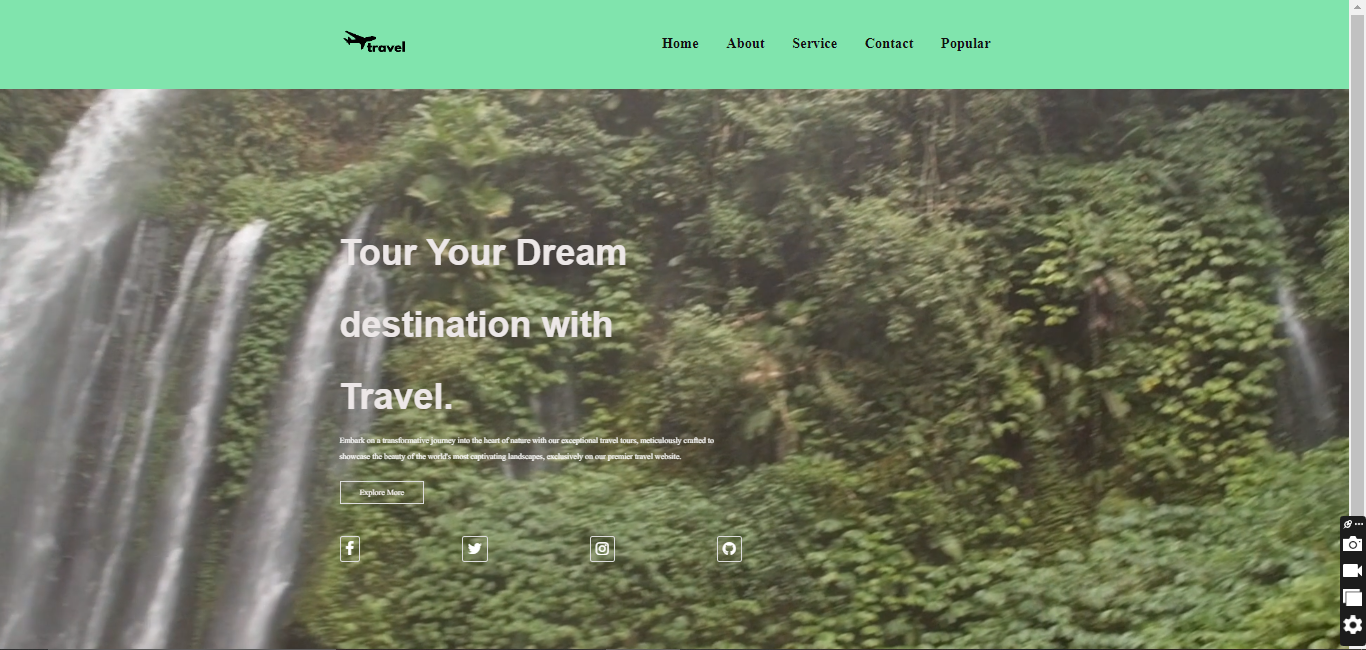 travel
Home About Service Contact Popular
Tour Your Dream
destination with
Travel.
Embark on a transformative journey into the heart of nature with our exceptional travel tours, meticulously crafted to
showcase the beauty of the world's most captivating landscapes, exclusively on our premier travel website.
Explore More